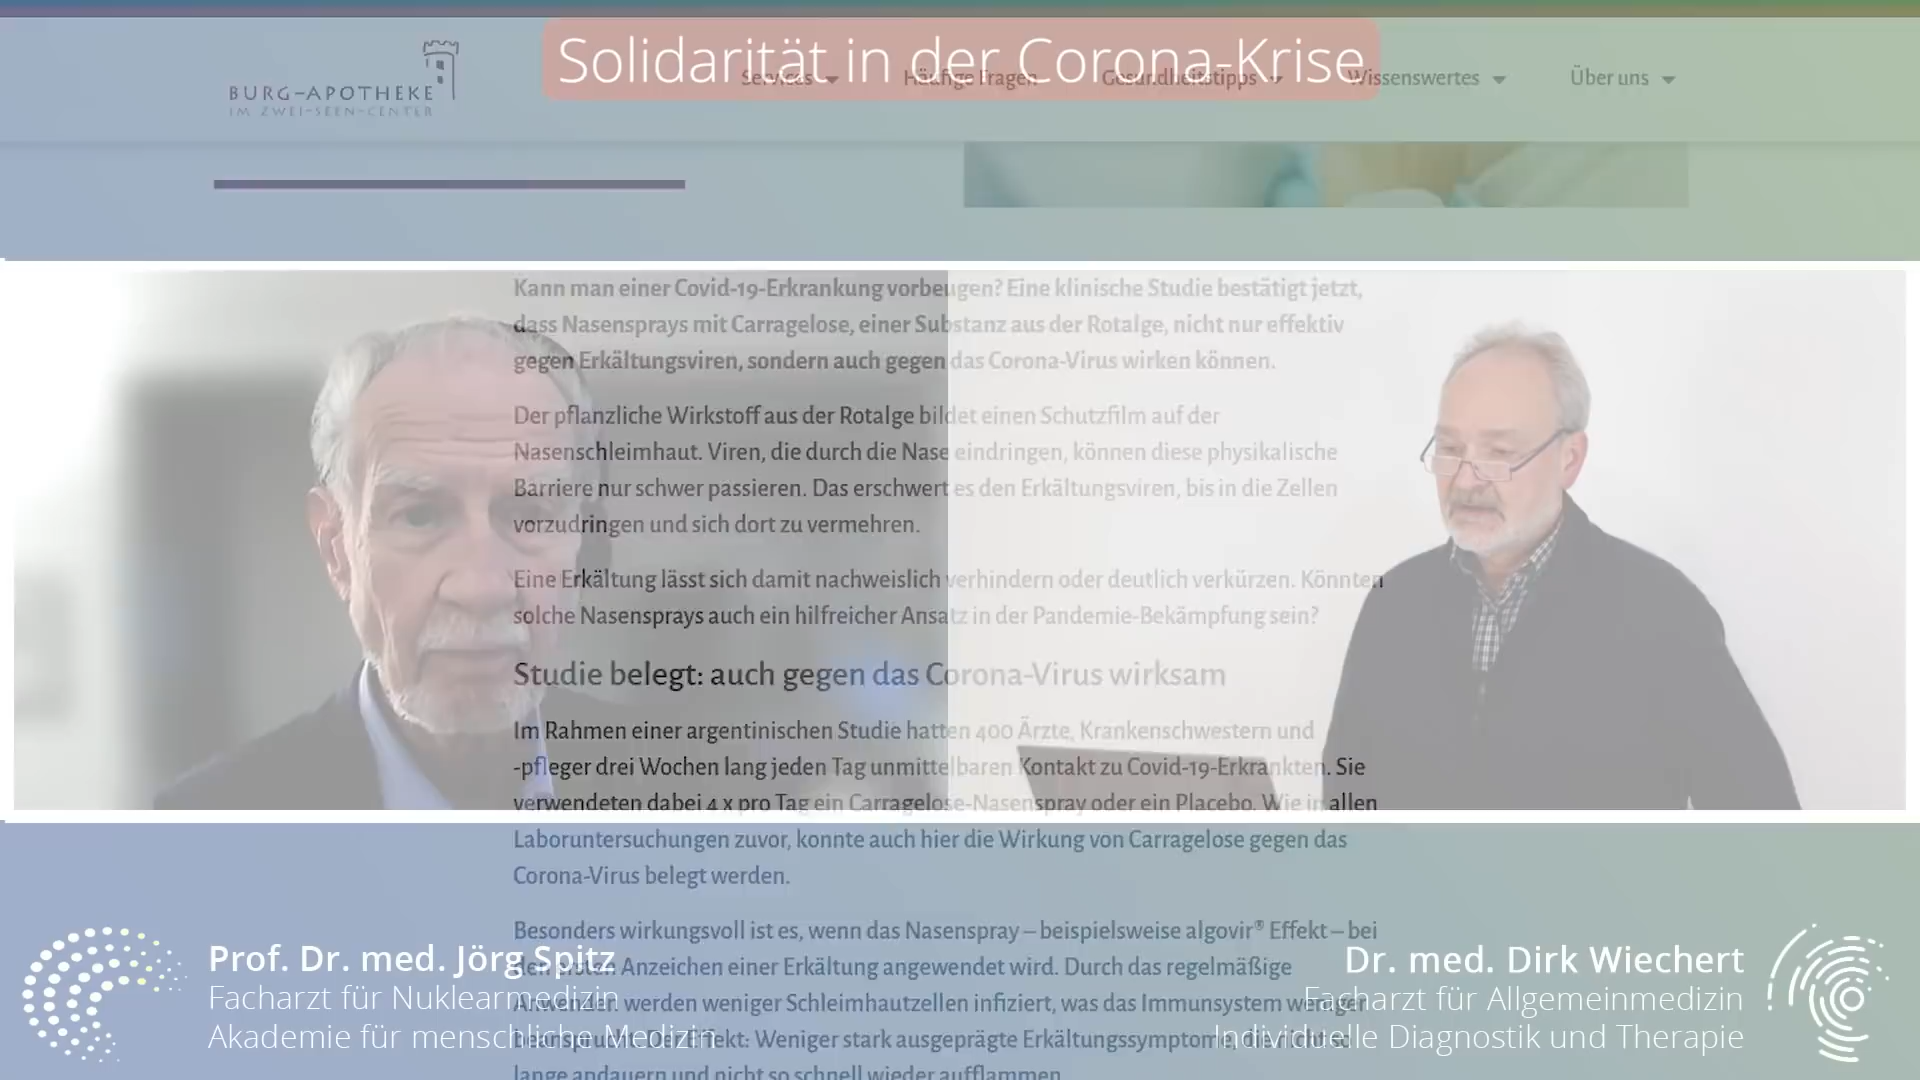 Solidarität in der Corona-Krise
BURG-APOTHEKE
IM ZWEI-SEEN-CENTER
Services
Häufige Fragen
Gesundheitstipps
Wissenswertes
Über uns
Kann man einer Covid-19-Erkrankung vorbeugen? Eine klinische Studie bestätigt jetzt,
dass Nasensprays mit Carragelose, einer Substanz aus der Rotalge, nicht nur effektiv
gegen Erkältungsviren, sondern auch gegen das Corona-Virus wirken können.
Der pflanzliche Wirkstoff aus der Rotalge bildet einen Schutzfilm auf der
Nasenschleimhaut. Viren, die durch die Nase eindringen, können diese physikalische
Barriere nur schwer passieren. Das erschwert es den Erkältungsviren, bis in die Zellen
vorzudringen und sich dort zu vermehren.
Eine Erkältung lässt sich damit nachweislich verhindern oder deutlich verkürzen. Könnten
solche Nasensprays auch ein hilfreicher Ansatz in der Pandemie-Bekämpfung sein?
Studie belegt: auch gegen das Corona-Virus wirksam
Im Rahmen einer argentinischen Studie hatten 400 Ärzte, Krankenschwestern und
-pfleger drei Wochen lang jeden Tag unmittelbaren Kontakt zu Covid-19-Erkrankten. Sie
verwendeten dabei 4 x pro Tag ein Carragelose-Nasenspray oder ein Placebo. Wie in allen
Laboruntersuchungen zuvor, konnte auch hier die Wirkung von Carragelose gegen das
Corona-Virus belegt werden.
Besonders wirkungsvoll ist es, wenn das Nasenspray – beispielsweise algovir® Effekt – bei
den ersten Anzeichen einer Erkältung angewendet wird. Durch das regelmäßige
Anwenden werden weniger Schleimhautzellen infiziert, was das Immunsystem weniger
Effekt: Weniger stark ausgeprägte Erkältungssymptome,
lange andauern und nicht so schnell wieder aufflammen.
Prof. Dr. med. Jörg Spitz
Facharzt für Nuklearmedizin
Akademie für menschliche Medizin
Dr. med. Dirk Wiechert
Facharzt für Allgemeinmedizin
Individuelle Diagnostik und Therapie